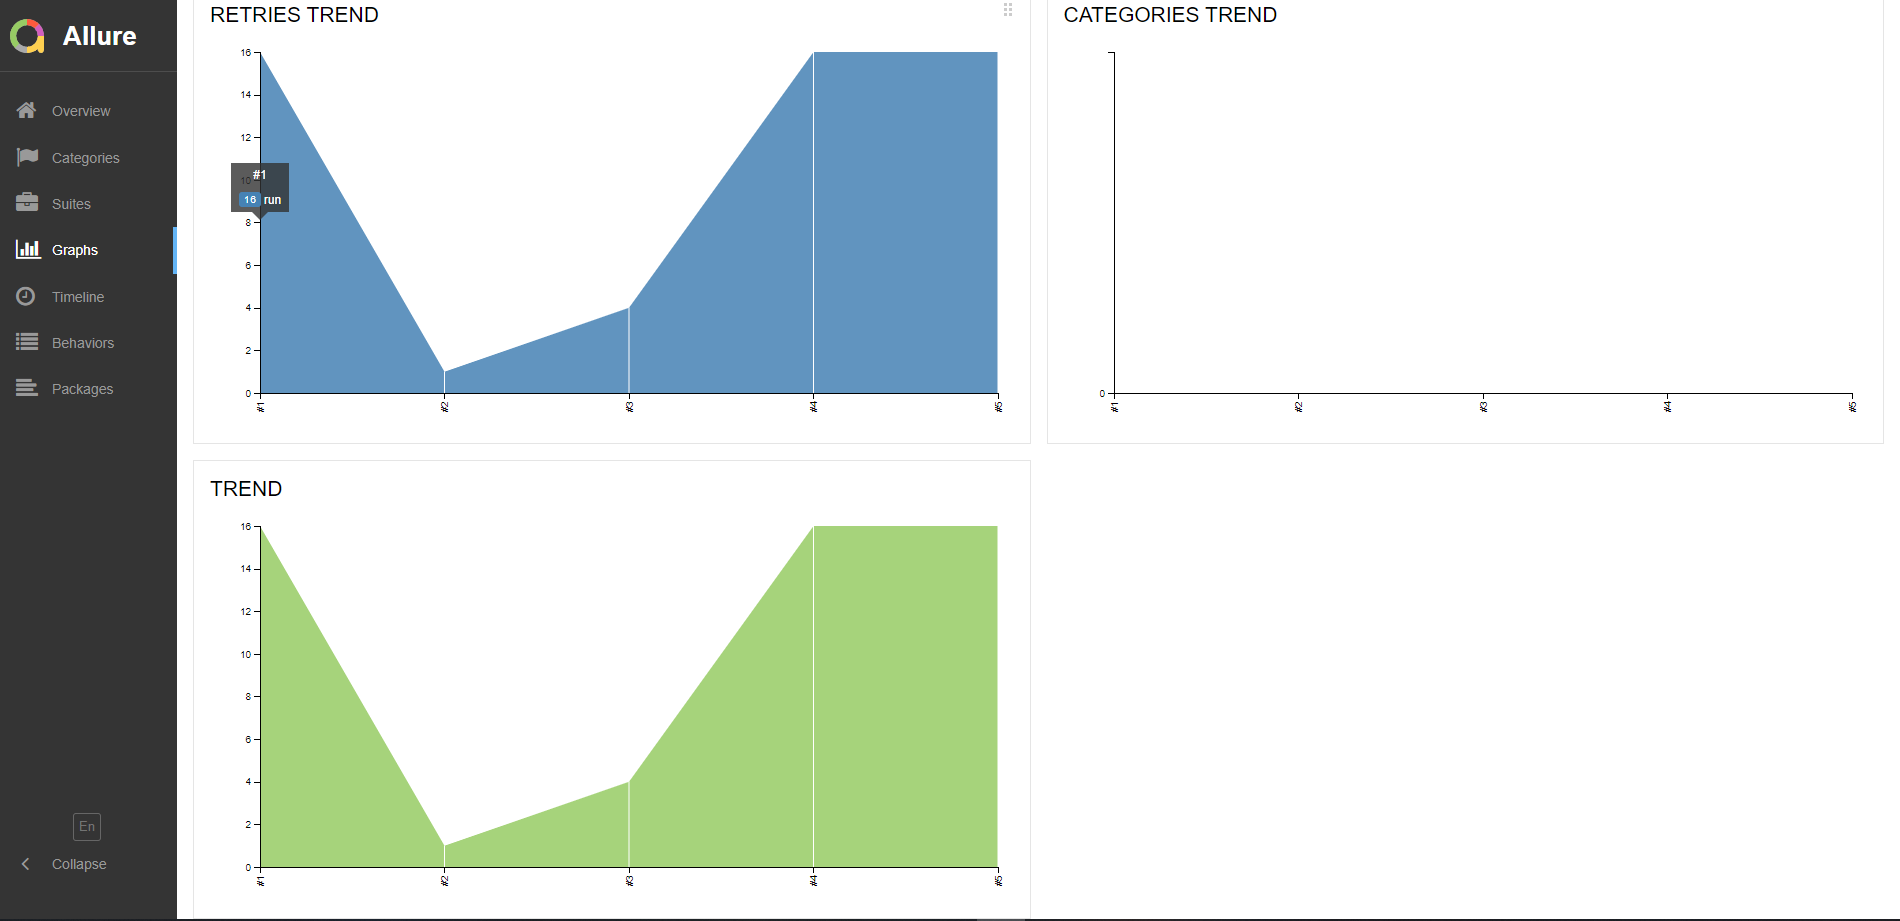 Allure
Overview
Categories
Suites
Graphs
Timeline
Behaviors
Packages
En
Collapse
RETRIES TREND
16
14
12
10
8
6
4
2
0
#1
16 run
#1
#2
#3
#4
#5
CATEGORIES TREND
0
#1
#2
#3
#4
#5
TREND
16
14
12
10
8
6
4
2
0
#1
#2
#3
#4
#5